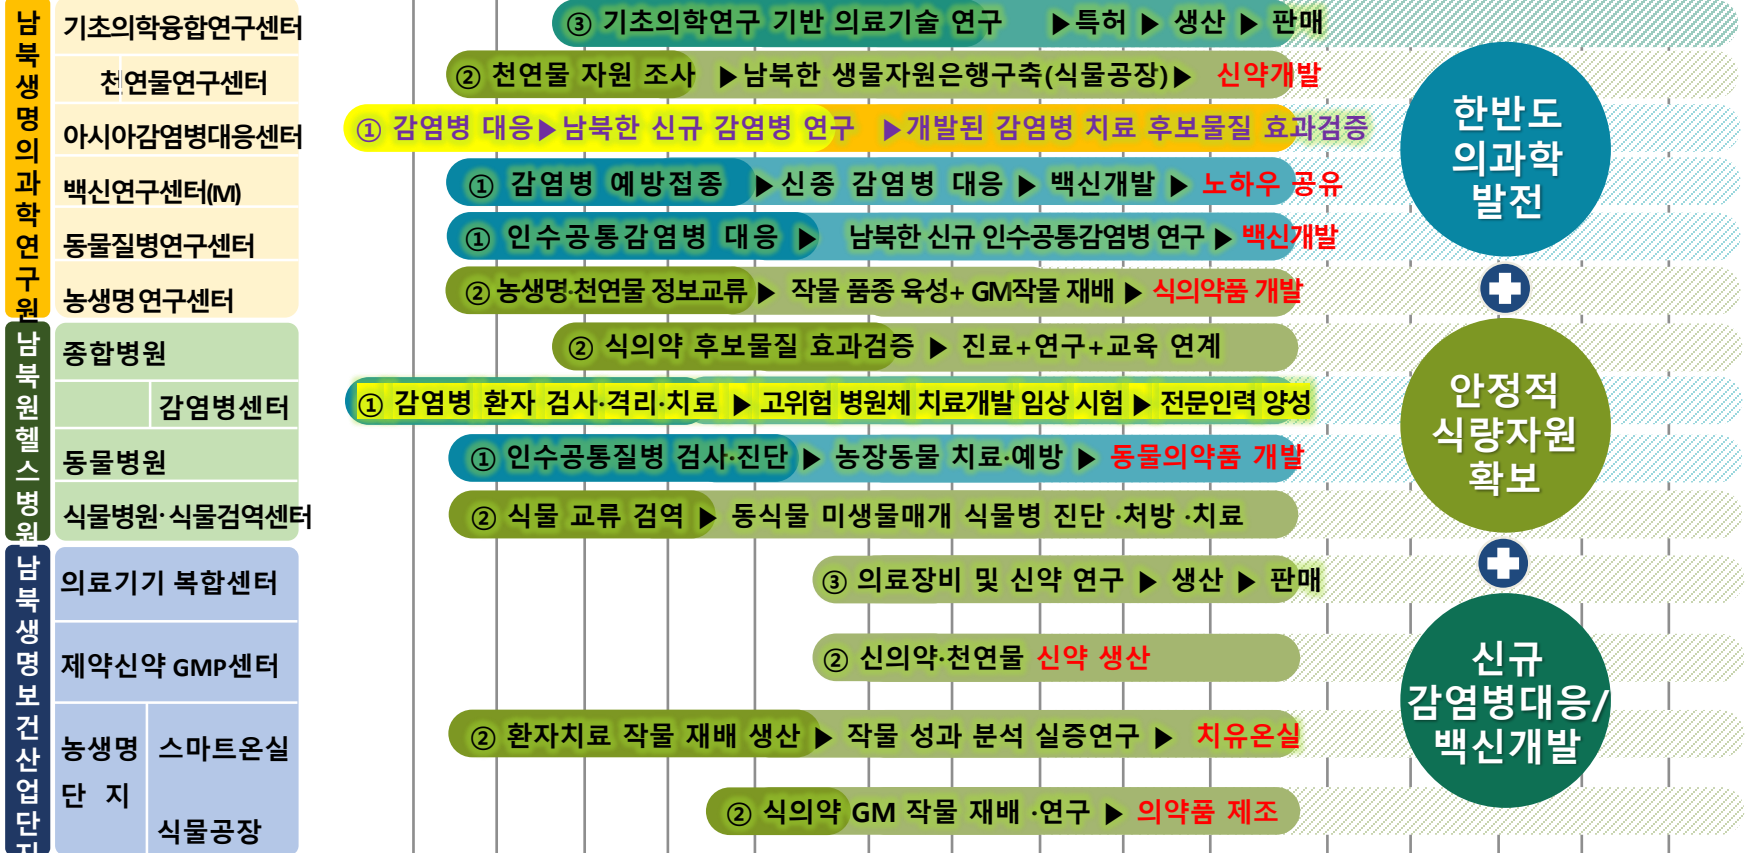 남북생명의과학연구원
기초의학융합연구센터
③ 기초의학연구 기반 의료기술 연구 ▶특허 ▶ 생산 ▶ 판매
천연물연구센터
② 천연물 자원 조사 ▶남북한 생물자원은행구축(식물공장)▶ 신약개발
아시아감염병대응센터
① 감염병 대응▶남북한 신규 감염병 연구 ▶개발된 감염병 치료 후보물질 효과검증
백신연구센터(M)
① 감염병 예방접종 ▶신종 감염병 대응 ▶ 백신개발 ▶ 노하우 공유
동물질병연구센터
① 인수공통감염병 대응 ▶ 남북한 신규 인수공통감염병 연구 ▶ 백신개발
농생명 연구센터
② 농생명·천연물 정보교류 ▶ 작물 품종 육성+ GM작물 재배 ▶ 식의약품 개발
남북원헬스병원
종합병원
② 식의약 후보물질 효과검증 ▶ 진료+연구+교육 연계
감염병센터
① 감염병 환자 검사·격리·치료 ▶ 고위험 병원체 치료개발 임상 시험 ▶ 전문인력 양성
동물병원
① 인수공통질병 검사·진단 ▶ 농장동물 치료·예방 ▶ 동물의약품 개발
식물병원·식물검역센터
② 식물 교류 검역 ▶ 동식물 미생물매개 식물병 진단 ·처방 ·치료
남북생명보건산업단지
의료기기 복합센터
③ 의료장비 및 신약 연구 ▶ 생산 ▶ 판매
제약신약 GMP센터
② 신의약·천연물 신약 생산
농생명
단 지
스마트온실
② 환자치료 작물 재배 생산 ▶ 작물 성과 분석 실증연구 ▶ 치유온실
식물공장
② 식의약 GM 작물 재배 ·연구 ▶ 의약품 제조
한반도
의과학
발전
안정적
식량자원
확보
신규
감염병대응/
백신개발